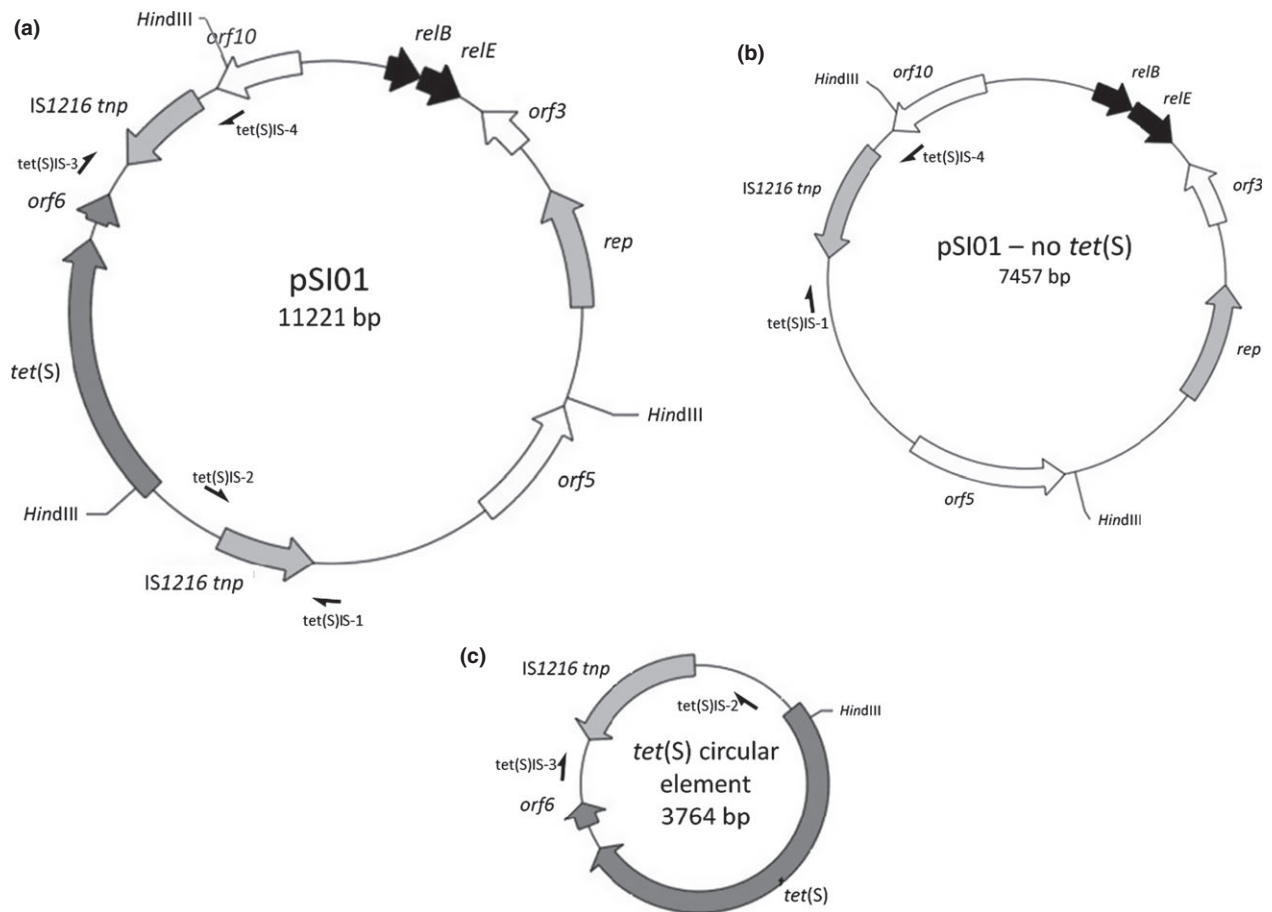 (a)
HindIII
orf10
relB
relE
IS1216 tnp
tet(S)IS-4
orf3
tet(S)IS-3
orf6
rep
pSI01
11221 bp
tet(S)
HindIII
tet(S)IS-2
orf5
HindIII
IS1216 tnp
tet(S)IS-1
(b)
HindIII
orf10
relB
relE
tet(S)IS-4
IS1216 tnp
orf3
pSI01 – no tet(S)
7457 bp
tet(S)IS-1
rep
orf5
HindIII
(c)
IS1216 tnp
tet(S)IS-2
HindIII
tet(S)IS-3
tet(S) circular
element
3764 bp
orf6
tet(S)